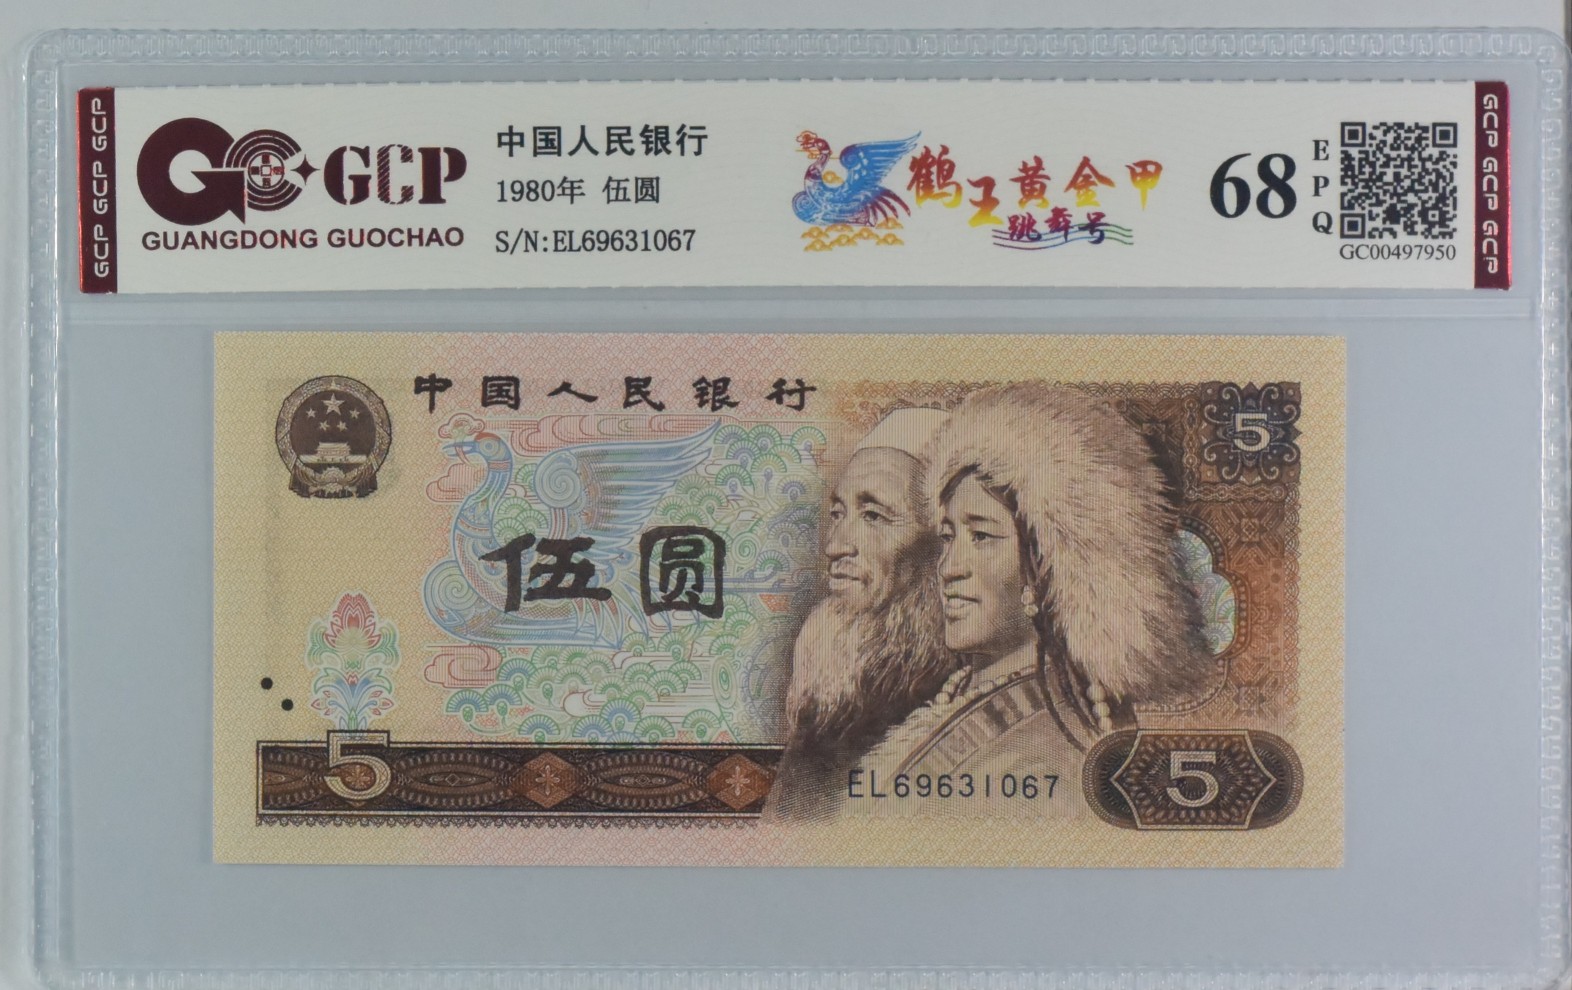 GCP GCP GCP
GCP
GUANGDONG GUOCHAO
中国人民银行
1980年 伍圆
S/N:EL69631067
鹤王黄金甲
跳舞号
68
EPQ
GC00497950
GCP GCP GCP
中国人民银行
5
伍圆
5
EL69631067
5